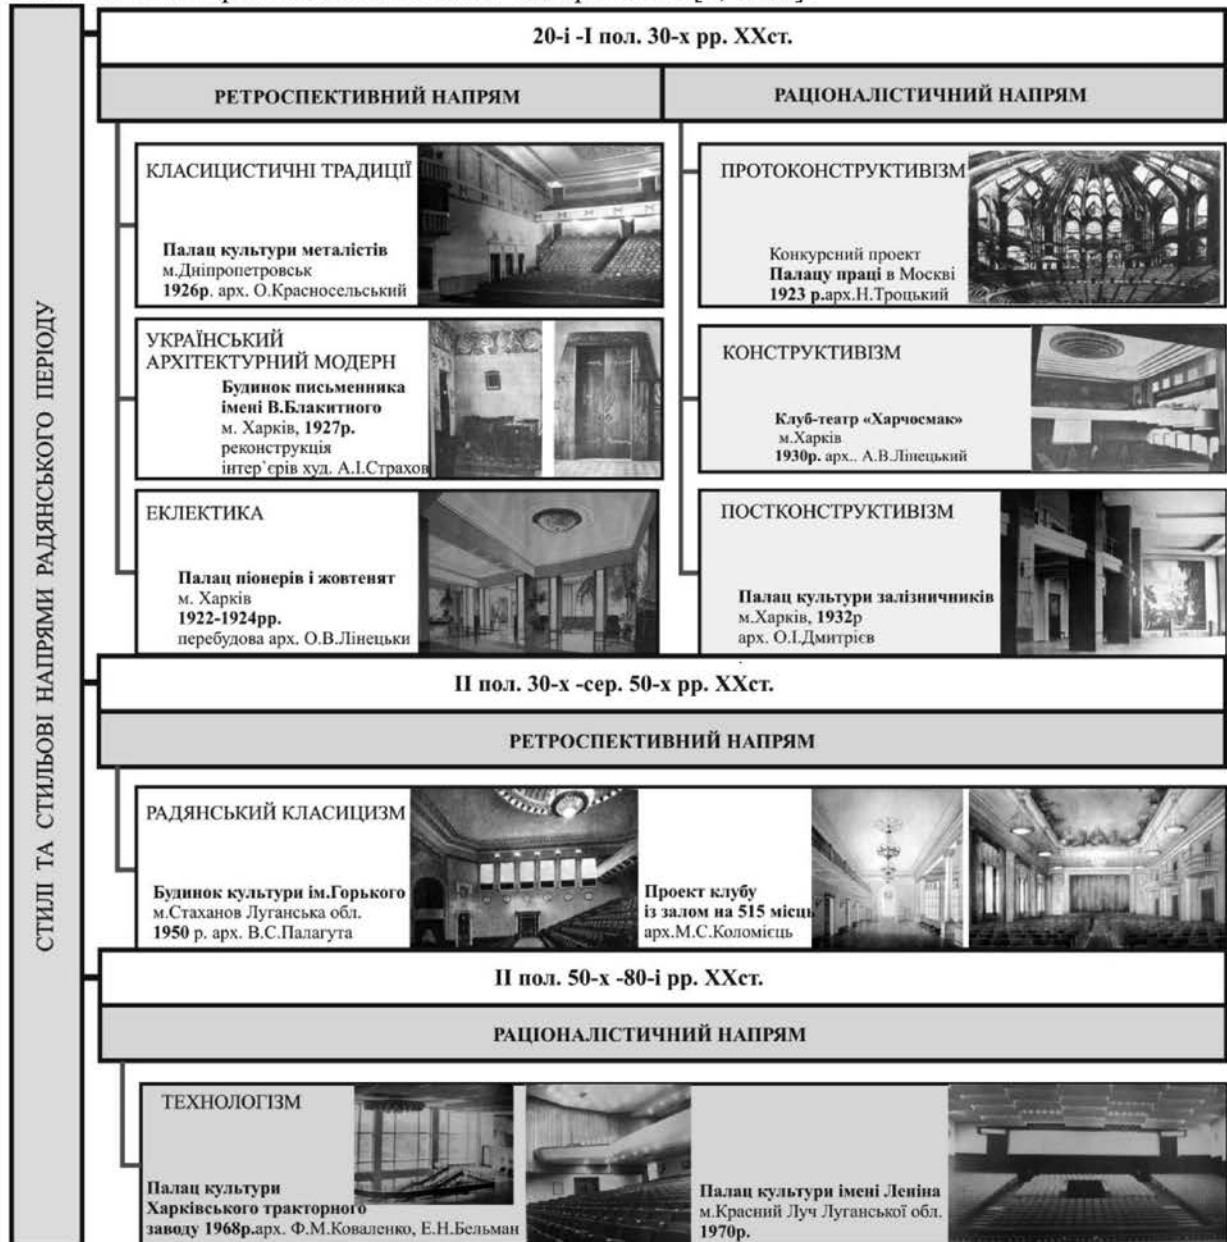 СТИЛІ ТА СТИЛЬОВІ НАПРЯМИ РАДЯНСЬКОГО ПЕРІОДУ
20-і -І пол. 30-х рр. ХХст.
РЕТРОСПЕКТИВНИЙ НАПРЯМ
КЛАСИЦИСТИЧНІ ТРАДИЦІЇ
Палац культури металістів
м.Дніпропетровськ
1926р. арх. О.Красносельський
УКРАЇНСЬКИЙ
АРХІТЕКТУРНИЙ МОДЕРН
Будинок письменника
імені В.Блакитного
м. Харків, 1927р.
реконструкція
інтер’єрів худ. А.І.Страхов
ЕКЛЕКТИКА
Палац піонерів і жовтенят
м. Харків
1922-1924рр.
перебудова арх. О.В.Лінецьки
РАЦІОНАЛІСТИЧНИЙ НАПРЯМ
ПРОТОКОНСТРУКТИВІЗМ
Конкурсний проект
Палацу праці в Москві
1923 р.арх.Н.Троцький
КОНСТРУКТИВІЗМ
Клуб-театр «Харчосмак»
м.Харків
1930р. арх.. А.В.Лінецький
ПОСТКОНСТРУКТИВІЗМ
Палац культури залізничників
м.Харків, 1932р
арх. О.І.Дмитрієв
ІІ пол. 30-х -сер. 50-х рр. ХХст.
РЕТРОСПЕКТИВНИЙ НАПРЯМ
РАДЯНСЬКИЙ КЛАСИЦИЗМ
Будинок культури ім.Горького
м.Стаханов Луганська обл.
1950 р. арх. В.С.Палагута
Проект клубу
із залом на 515 місць
арх.М.С.Коломієць
ІІ пол. 50-х -80-і рр. ХХст.
РАЦІОНАЛІСТИЧНИЙ НАПРЯМ
ТЕХНОЛОГІЗМ
Палац культури
Харківського тракторного
заводу 1968р.арх. Ф.М.Коваленко, Е.Н.Бельман
Палац культури імені Леніна
м.Красний Луч Луганської обл.
1970р.